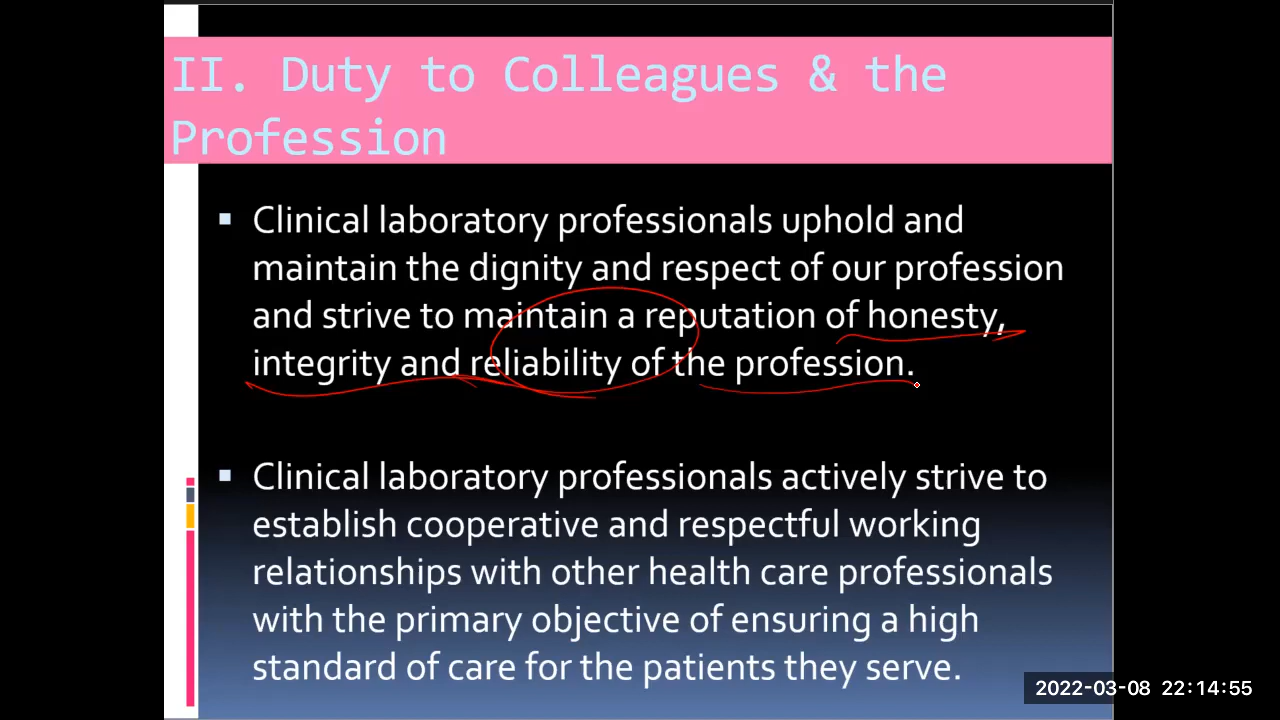 II. Duty to Colleagues & the
Profession
▪ Clinical laboratory professionals uphold and
maintain the dignity and respect of our profession
and strive to maintain a reputation of honesty,
integrity and reliability of the profession.
▪ Clinical laboratory professionals actively strive to
establish cooperative and respectful working
relationships with other health care professionals
with the primary objective of ensuring a high
standard of care for the patients they serve.
2022-03-08 22:14:55